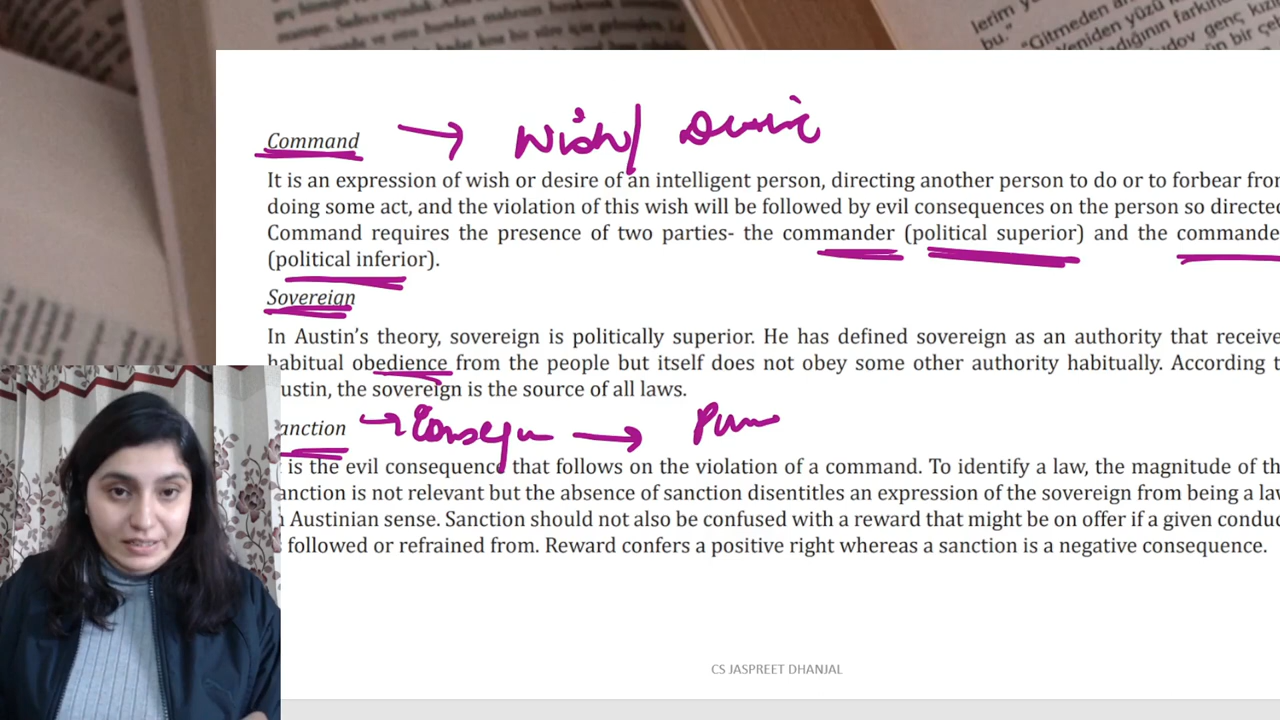 lerim
bu. "Gitmeden
Yeniden yüzü
genç kızl
bir
Command → Wish/ Desire
It is an expression of wish or desire of an intelligent person, directing another person to do or to forbear from
doing some act, and the violation of this wish will be followed by evil consequences on the person so directed
Command requires the presence of two parties- the commander (political superior) and the commande
(political inferior).
Sovereign
In Austin's theory, sovereign is politically superior. He has defined sovereign as an authority that receive
habitual obedience from the people but itself does not obey some other authority habitually. According t
ustin, the sovereign is the source of all laws.
anction → Consequ → Pun
is the evil consequence that follows on the violation of a command. To identify a law, the magnitude of th
anction is not relevant but the absence of sanction disentitles an expression of the sovereign from being a law
n Austinian sense. Sanction should not also be confused with a reward that might be on offer if a given conduc
followed or refrained from. Reward confers a positive right whereas a sanction is a negative consequence.
CS JASPREET DHANJAL